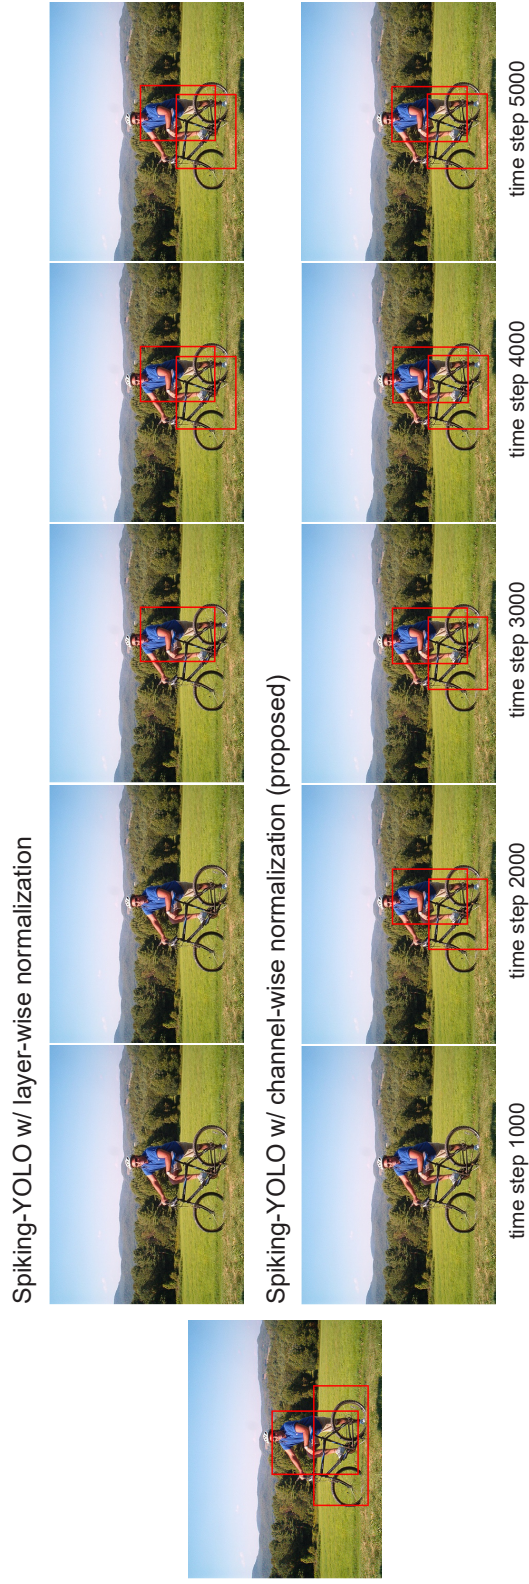 Spiking-YOLO w/ layer-wise normalization
Spiking-YOLO w/ channel-wise normalization (proposed)
time step 1000
time step 2000
time step 3000
time step 4000
time step 5000